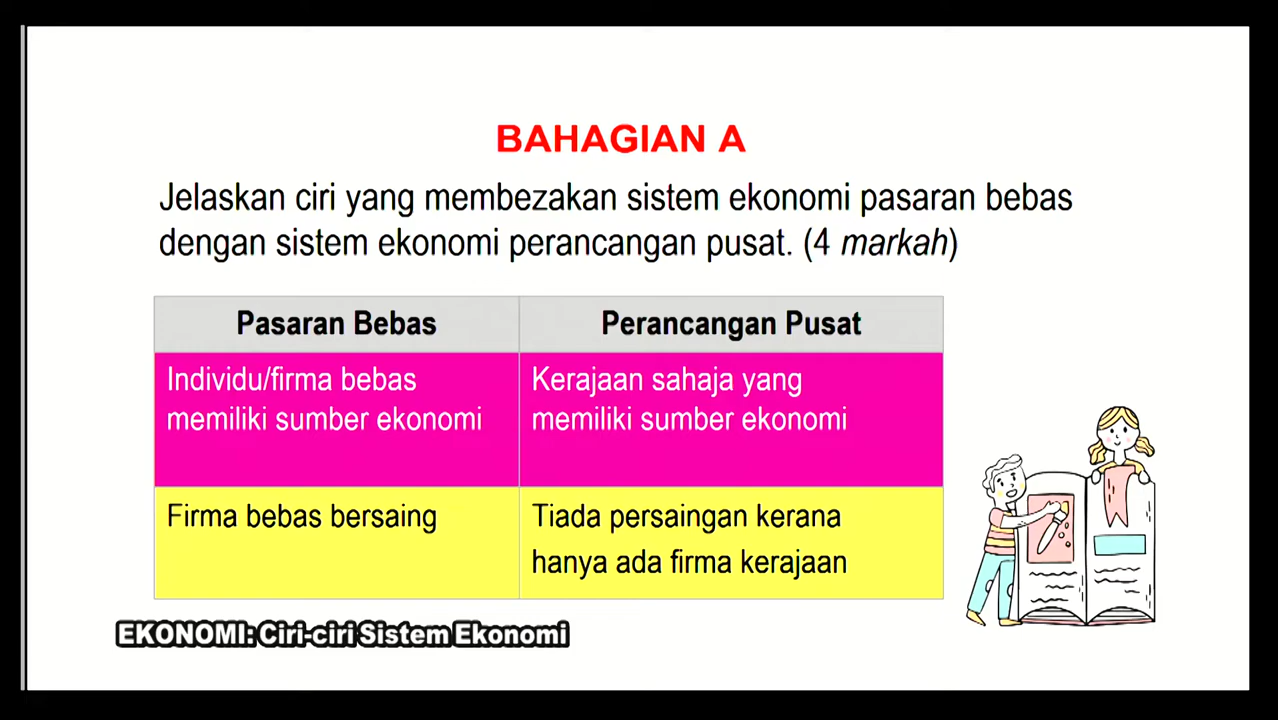 BAHAGIAN A
Jelaskan ciri yang membezakan sistem ekonomi pasaran bebas
dengan sistem ekonomi perancangan pusat. (4 markah)
Pasaran Bebas
Perancangan Pusat
Individu/firma bebas
memiliki sumber ekonomi
Kerajaan sahaja yang
memiliki sumber ekonomi
Firma bebas bersaing
Tiada persaingan kerana
hanya ada firma kerajaan
EKONOMI: Ciri-ciri Sistem Ekonomi